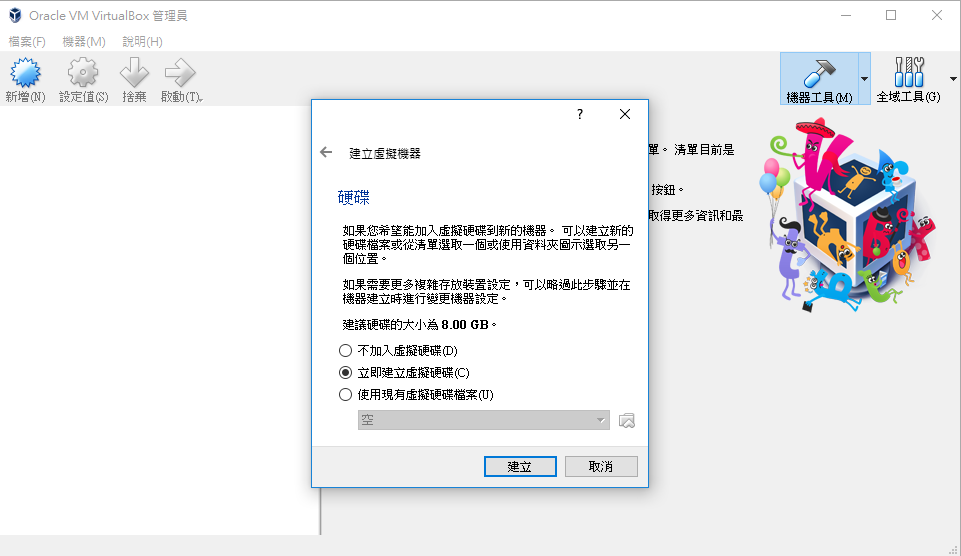 Oracle VM VirtualBox 管理員
檔案(F) 機器(M) 說明(H)
新增(N) 設定值(S) 捨棄 啟動(T) 機器工具(M) 全域工具(G)
?
建立虛擬機器
單。 清單目前是
硬碟
按鈕。
取得更多資訊和最
如果您希望能加入虛擬硬碟到新的機器。 可以建立新的
硬碟檔案或從清單選取一個或使用資料夾圖示選取另一
個位置。
如果需要更多複雜存放裝置設定，可以略過此步驟並在
機器建立時進行變更機器設定。
建議硬碟的大小為 8.00 GB。
不加入虛擬硬碟(D)
立即建立虛擬硬碟(C)
使用現有虛擬硬碟檔案(U)
空
建立 取消